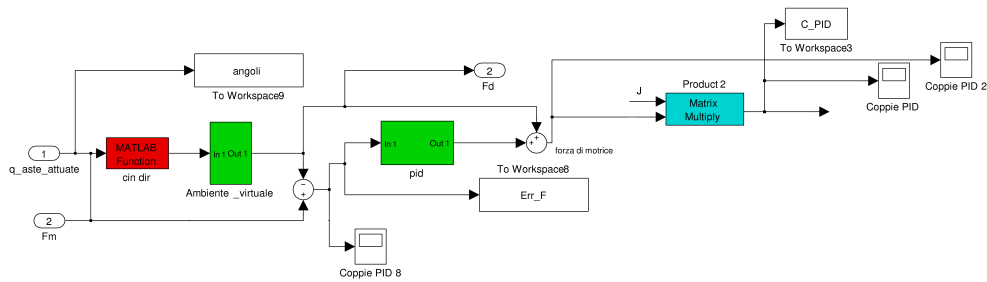 C_PID
To Workspace3
angoli
To Workspace9
2
Fd
Coppie PID 2
Coppie PID
Product 2
J
Matrix
Multiply
MATLAB
Function
cin dir
In 1 Out 1
Ambiente _virtuale
In 1 Out 1
pid
forza di motrice
1
q_aste_attuate
To Workspace8
Err_F
2
Fm
Coppie PID 8